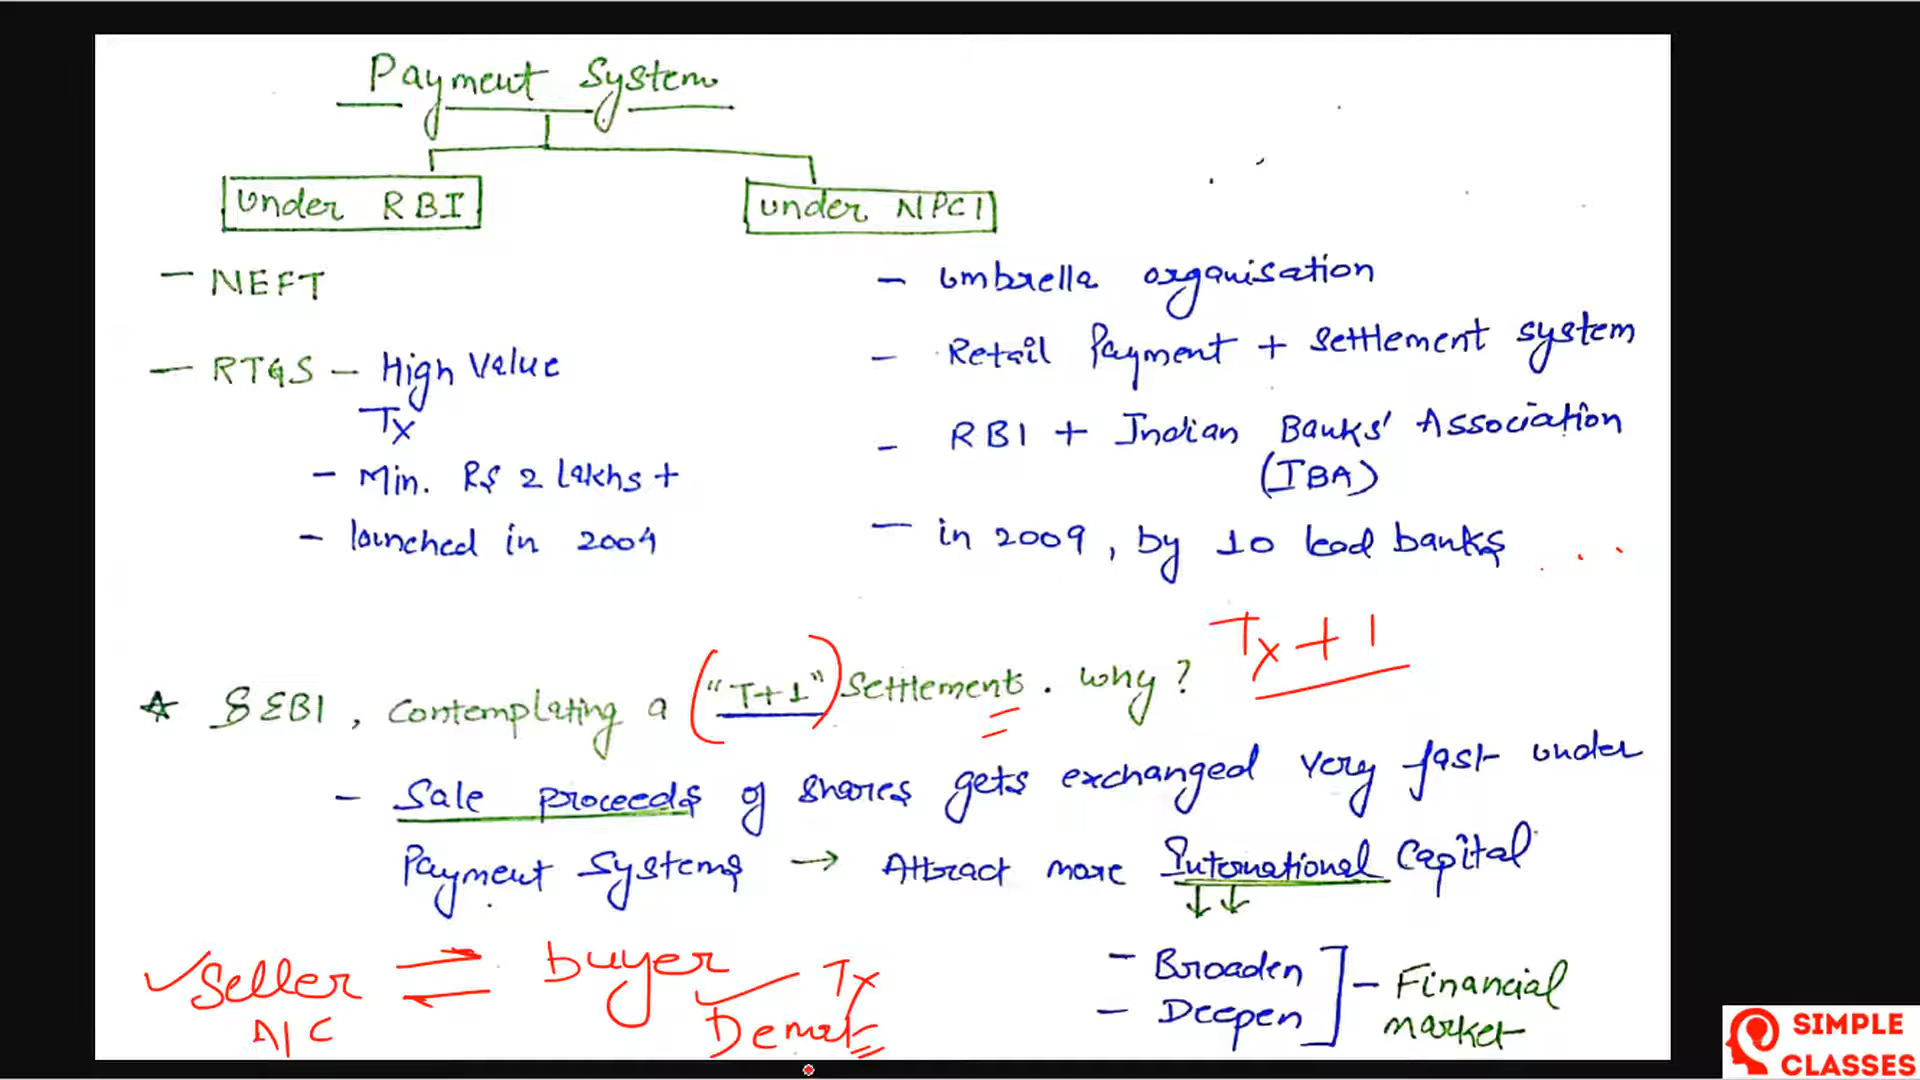 Payment System
under RBI
under NPCI
- NEFT
- RTGS - High Value
Tx
- Min. Rs 2 lakhs +
- launched in 2004
- Umbrella organisation
- Retail Payment + Settlement system
- RBI + Indian Banks' Association
(IBA)
- in 2009, by 10 lead banks
Tx + 1
☆ SEBI, Contemplating a "T+1" Settlements. why?
- Sale proceeds of shares gets exchanged very fast under
Payment Systems → Attract more International Capital
↓↓
- Broaden
- Deepen
- Financial
market
✓ Seller ⇌ buyer
A/C
Tx
Demat
SIMPLE
CLASSES